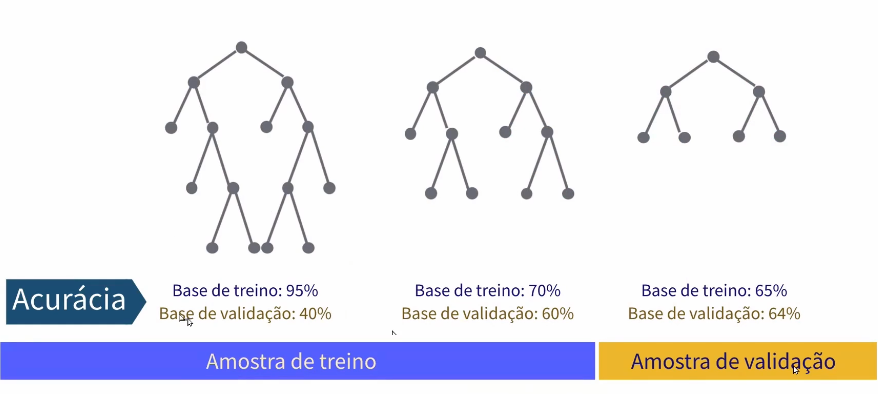 Acurácia
Base de treino: 95%
Base de validação: 40%
Base de treino: 70%
Base de validação: 60%
Base de treino: 65%
Base de validação: 64%
Amostra de treino
Amostra de validação